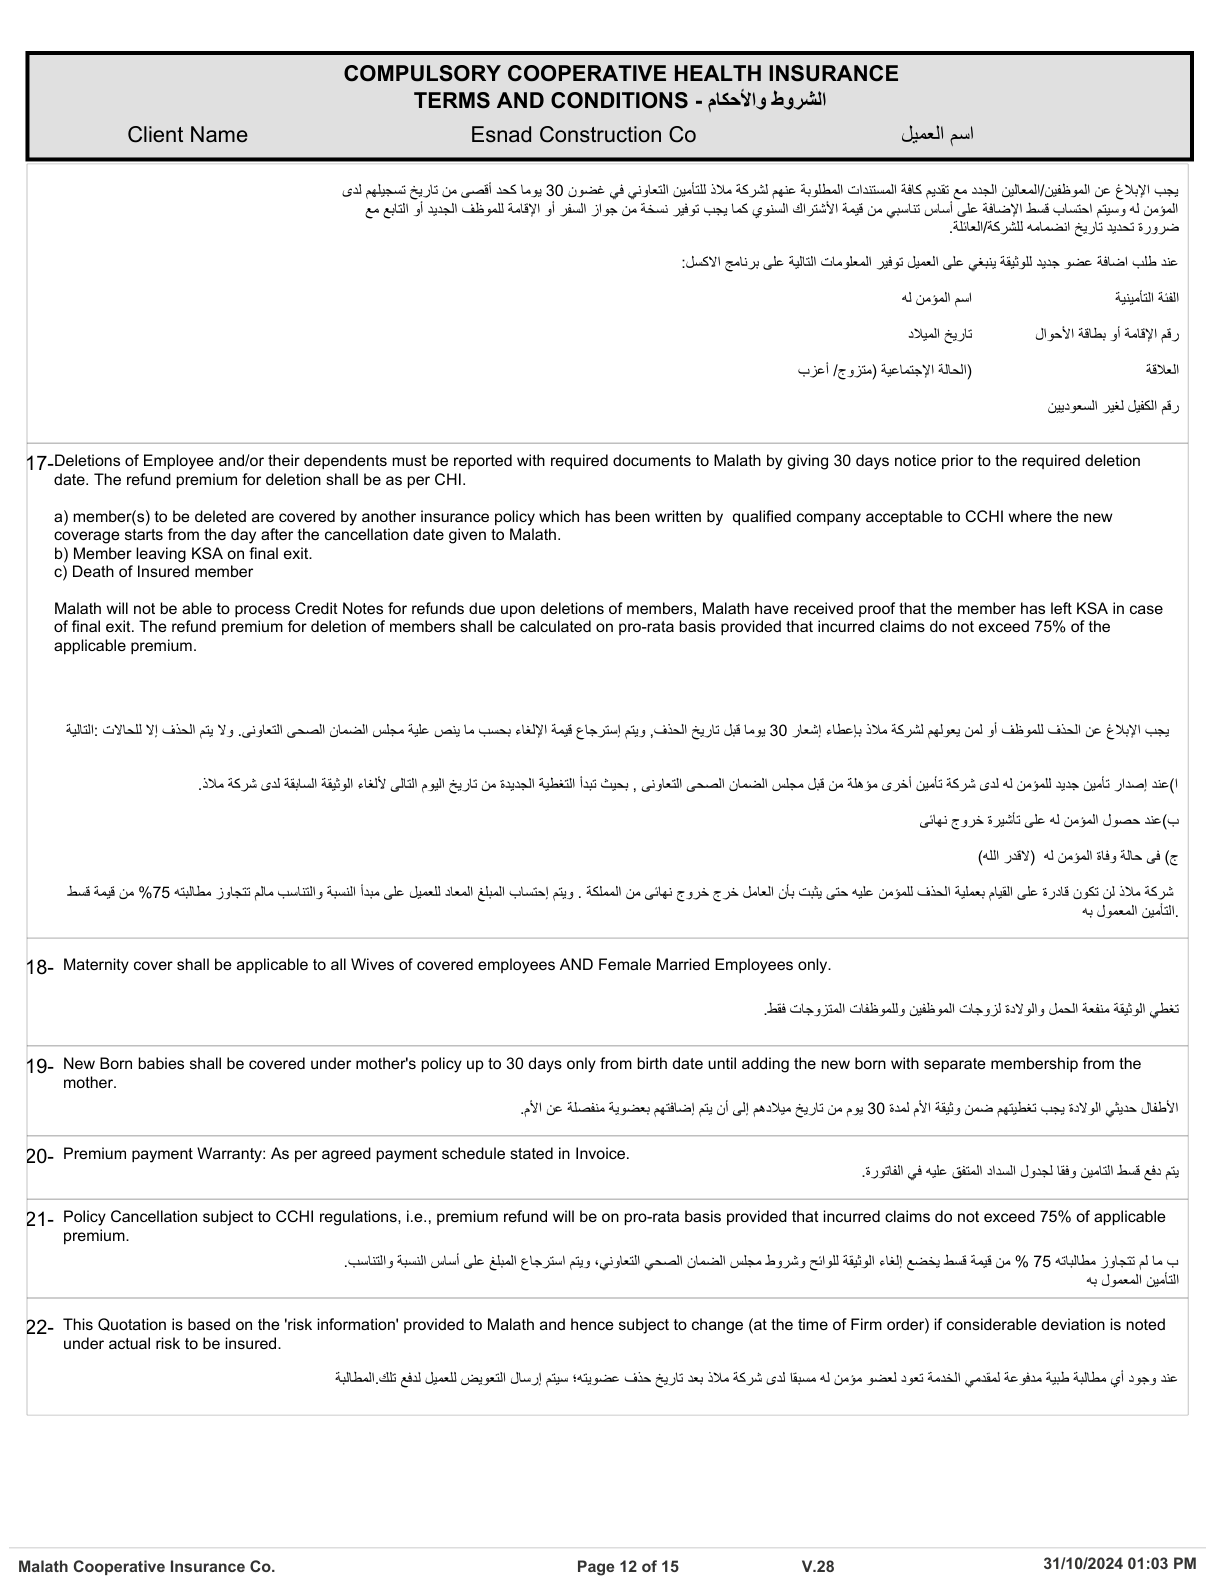 COMPULSORY COOPERATIVE HEALTH INSURANCE
TERMS AND CONDITIONS - الشروط والأحكام
Client Name Esnad Construction Co اسم العميل
يجب الإبلاغ عن الموظفين/المعالين الجدد مع تقديم كافة المستندات المطلوبة عنهم لشركة ملاذ للتأمين التعاوني في غضون 30 يوما كحد أقصى من تاريخ تسجيلهم لدى
المؤمن له وسيتم احتساب قسط الإضافة على أساس تناسبي من قيمة الأشتراك السنوي كما يجب توفير نسخة من جواز السفر أو الإقامة للموظف الجديد أو التابع مع
ضرورة تحديد تاريخ انضمامه للشركة/العائلة.
عند طلب اضافة عضو جديد للوثيقة ينبغي على العميل توفير المعلومات التالية على برنامج الاكسل:
الفئة التأمينية اسم المؤمن له
رقم الإقامة أو بطاقة الأحوال تاريخ الميلاد
العلاقة (الحالة الإجتماعية (متزوج/ أعزب
رقم الكفيل لغير السعوديين
17-Deletions of Employee and/or their dependents must be reported with required documents to Malath by giving 30 days notice prior to the required deletion
date. The refund premium for deletion shall be as per CHI.
a) member(s) to be deleted are covered by another insurance policy which has been written by  qualified company acceptable to CCHI where the new
coverage starts from the day after the cancellation date given to Malath.
b) Member leaving KSA on final exit.
c) Death of Insured member
Malath will not be able to process Credit Notes for refunds due upon deletions of members, Malath have received proof that the member has left KSA in case
of final exit. The refund premium for deletion of members shall be calculated on pro-rata basis provided that incurred claims do not exceed 75% of the
applicable premium.
يجب الإبلاغ عن الحذف للموظف أو لمن يعولهم لشركة ملاذ بإعطاء إشعار 30 يوما قبل تاريخ الحذف, ويتم إسترجاع قيمة الإلغاء بحسب ما ينص علية مجلس الضمان الصحى التعاونى. ولا يتم الحذف إلا للحالات :التالية
ا)عند إصدار تأمين جديد للمؤمن له لدى شركة تأمين أخرى مؤهلة من قبل مجلس الضمان الصحى التعاونى , بحيث تبدأ التغطية الجديدة من تاريخ اليوم التالى لألغاء الوثيقة السابقة لدى شركة ملاذ.
ب)عند حصول المؤمن له على تأشيرة خروج نهائى
ج) فى حالة وفاة المؤمن له  (لاقدر الله)
شركة ملاذ لن تكون قادرة على القيام بعملية الحذف للمؤمن عليه حتى يثبت بأن العامل خرج خروج نهائى من المملكة . ويتم إحتساب المبلغ المعاد للعميل على مبدأ النسبة والتناسب مالم تتجاوز مطالبته 75% من قيمة قسط
.التأمين المعمول به
18- Maternity cover shall be applicable to all Wives of covered employees AND Female Married Employees only.
تغطي الوثيقة منفعة الحمل والولادة لزوجات الموظفين وللموظفات المتزوجات فقط.
19- New Born babies shall be covered under mother's policy up to 30 days only from birth date until adding the new born with separate membership from the
mother.
الأطفال حديثي الولادة يجب تغطيتهم ضمن وثيقة الأم لمدة 30 يوم من تاريخ ميلادهم إلى أن يتم إضافتهم بعضوية منفصلة عن الأم.
20- Premium payment Warranty: As per agreed payment schedule stated in Invoice.
يتم دفع قسط التامين وفقا لجدول السداد المتفق عليه في الفاتورة.
21- Policy Cancellation subject to CCHI regulations, i.e., premium refund will be on pro-rata basis provided that incurred claims do not exceed 75% of applicable
premium.
ب ما لم تتجاوز مطالباته 75 % من قيمة قسط يخضع إلغاء الوثيقة للوائح وشروط مجلس الضمان الصحي التعاوني، ويتم استرجاع المبلغ على أساس النسبة والتناسب.
التأمين المعمول به
22- This Quotation is based on the 'risk information' provided to Malath and hence subject to change (at the time of Firm order) if considerable deviation is noted
under actual risk to be insured.
عند وجود أي مطالبة طبية مدفوعة لمقدمي الخدمة تعود لعضو مؤمن له مسبقا لدى شركة ملاذ بعد تاريخ حذف عضويته؛ سيتم إرسال التعويض للعميل لدفع تلك.المطالبة
Malath Cooperative Insurance Co. Page 12 of 15 V.28 31/10/2024 01:03 PM